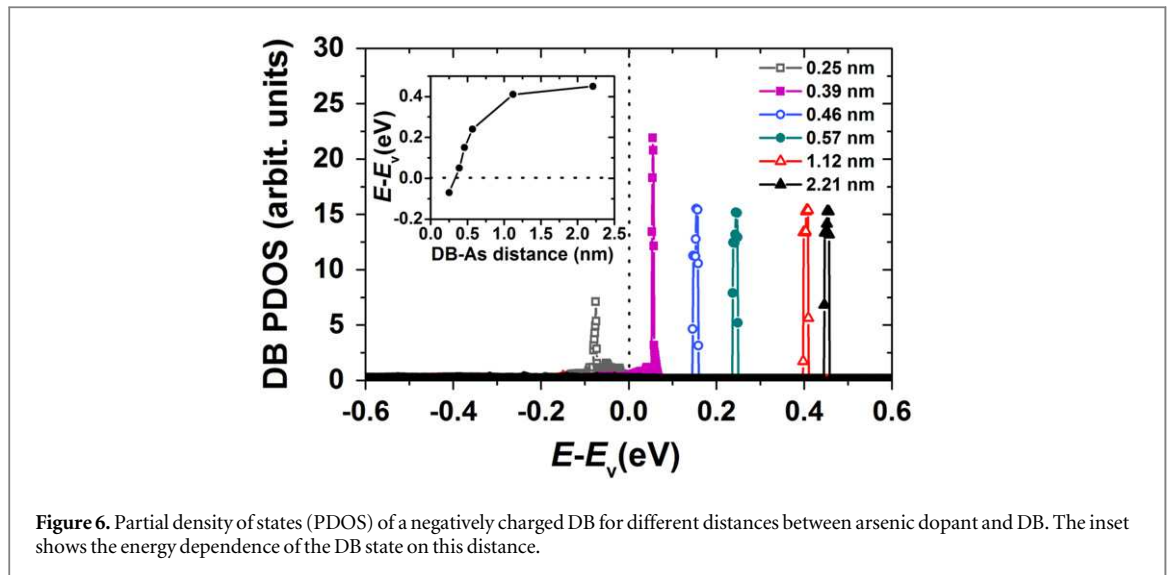 30
25
20
15
10
5
0
DB PDOS (arbit. units)
-0.6
-0.4
-0.2
0.0
0.2
0.4
0.6
E-Ev(eV)
0.4
0.2
0.0
-0.2
E-Ev(eV)
0.0
0.5
1.0
1.5
2.0
2.5
DB-As distance (nm)
0.25 nm
0.39 nm
0.46 nm
0.57 nm
1.12 nm
2.21 nm
Figure 6. Partial density of states (PDOS) of a negatively charged DB for different distances between arsenic dopant and DB. The inset
shows the energy dependence of the DB state on this distance.